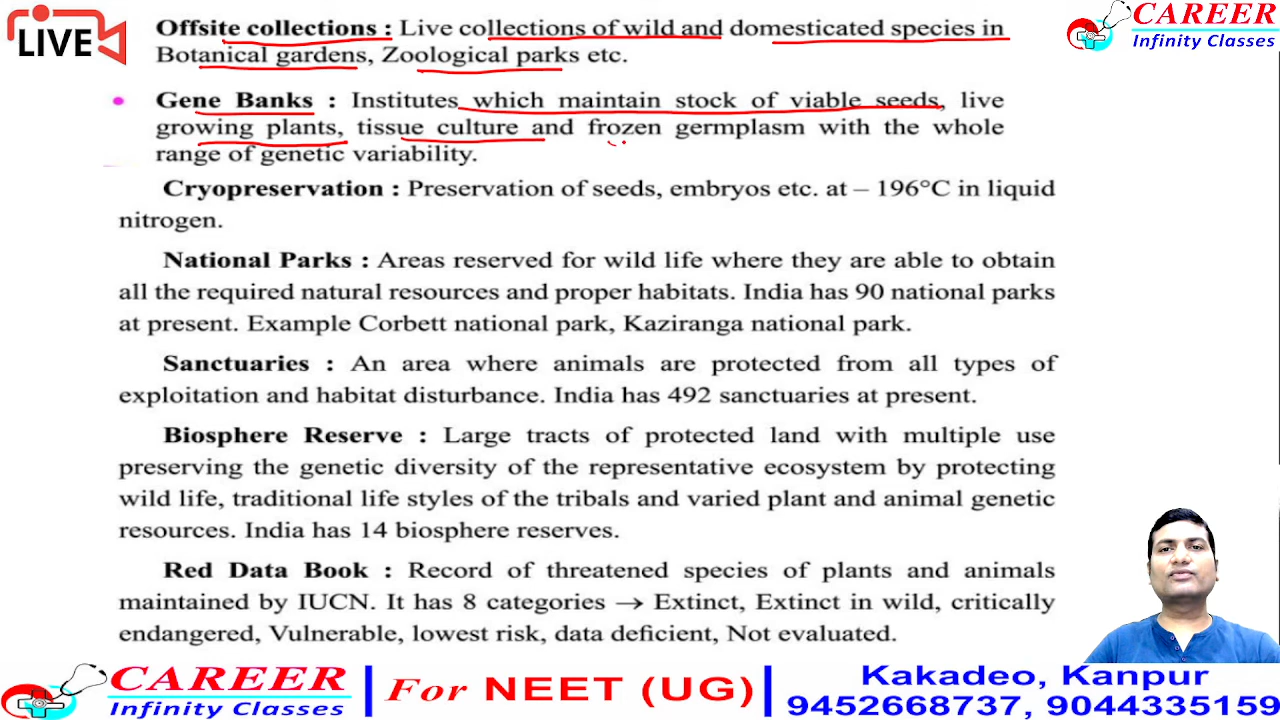 LIVE
CAREER
Infinity Classes
Offsite collections : Live collections of wild and domesticated species in
Botanical gardens, Zoological parks etc.
• Gene Banks : Institutes which maintain stock of viable seeds, live
growing plants, tissue culture and frozen germplasm with the whole
range of genetic variability.
Cryopreservation : Preservation of seeds, embryos etc. at – 196°C in liquid
nitrogen.
National Parks : Areas reserved for wild life where they are able to obtain
all the required natural resources and proper habitats. India has 90 national parks
at present. Example Corbett national park, Kaziranga national park.
Sanctuaries : An area where animals are protected from all types of
exploitation and habitat disturbance. India has 492 sanctuaries at present.
Biosphere Reserve : Large tracts of protected land with multiple use
preserving the genetic diversity of the representative ecosystem by protecting
wild life, traditional life styles of the tribals and varied plant and animal genetic
resources. India has 14 biosphere reserves.
Red Data Book : Record of threatened species of plants and animals
maintained by IUCN. It has 8 categories → Extinct, Extinct in wild, critically
endangered, Vulnerable, lowest risk, data deficient, Not evaluated.
CAREER
Infinity Classes
For NEET (UG)
Kakadeo, Kanpur
9452668737, 9044335159